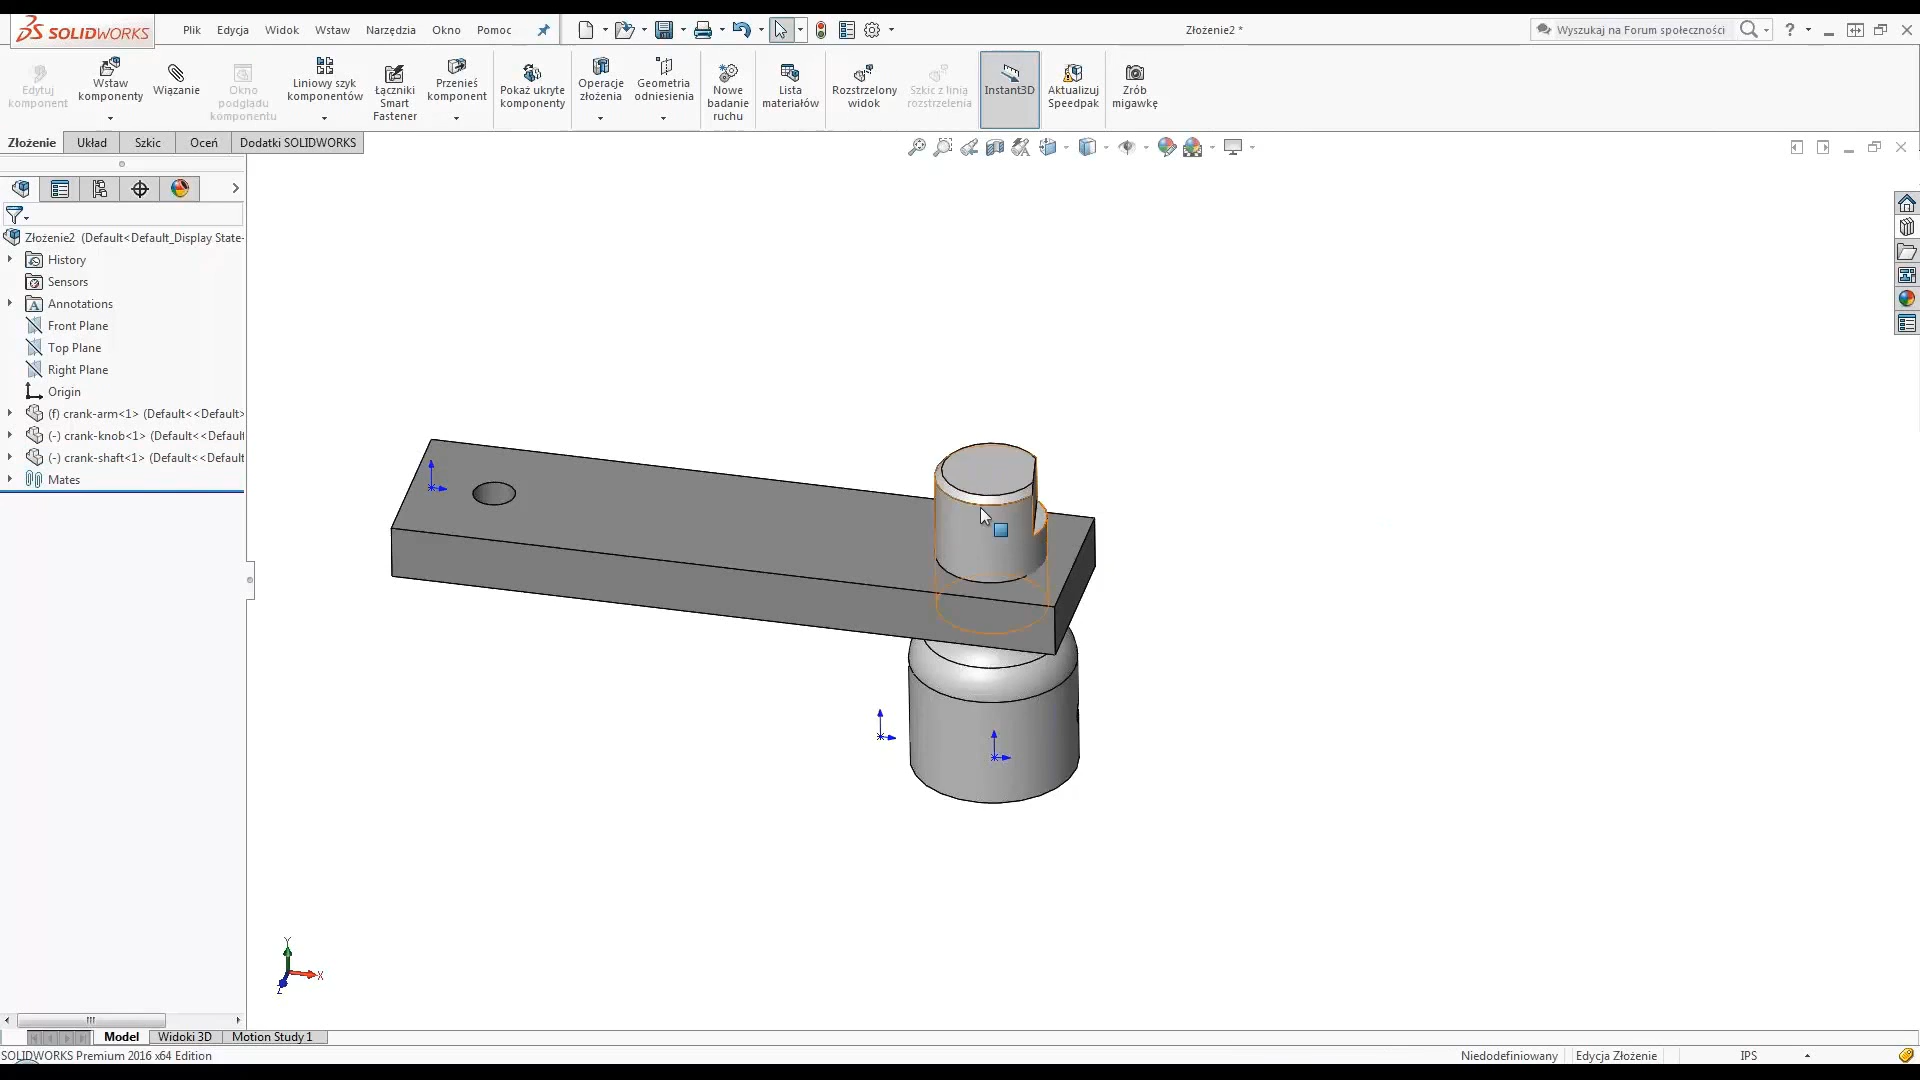 SOLIDWORKS
Plik Edycja Widok Wstaw Narzędzia Okno Pomoc
Złożenie2 *
Wyszukaj na Forum społeczności
?
Edytuj
komponent
Wstaw
komponenty
Wiązanie
Okno
podglądu
komponentu
Liniowy szyk
komponentów
Łączniki
Smart
Fastener
Przenieś
komponent
Pokaż ukryte
komponenty
Operacje
złożenia
Geometria
odniesienia
Nowe
badanie
ruchu
Lista
materiałów
Rozstrzelony
widok
Szkic z linią
rozstrzelenia
Instant3D
Aktualizuj
Speedpak
Zrób
migawkę
Złożenie Układ Szkic Oceń Dodatki SOLIDWORKS
Złożenie2 (Default<Default_Display State-
History
Sensors
A Annotations
Front Plane
Top Plane
Right Plane
Origin
(f) crank-arm<1> (Default<<Default>
(-) crank-knob<1> (Default<<Default
(-) crank-shaft<1> (Default<<Default
Mates
Y
X
Z
Model Widoki 3D Motion Study 1
SOLIDWORKS Premium 2016 x64 Edition
Niedodefiniowany Edycja Złożenie IPS